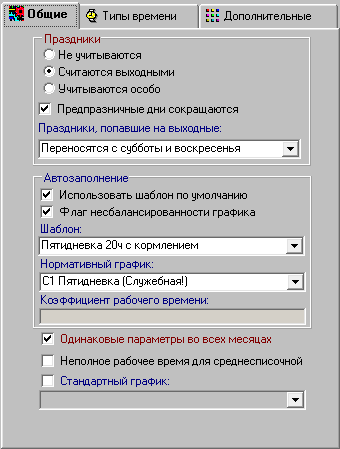 Общие Типы времени Дополнительные
Праздники
Не учитываются
Считаются выходными
Учитываются особо
Предпразничные дни сокращаются
Праздники, попавшие на выходные:
Переносятся с субботы и воскресенья
Автозаполнение
Использовать шаблон по умолчанию
Флаг несбалансированности графика
Шаблон:
Пятидневка 20ч с кормлением
Нормативный график:
С1 Пятидневка (Служебная!)
Коэффициент рабочего времени:
Одинаковые параметры во всех месяцах
Неполное рабочее время для среднесписочной
Стандартный график: